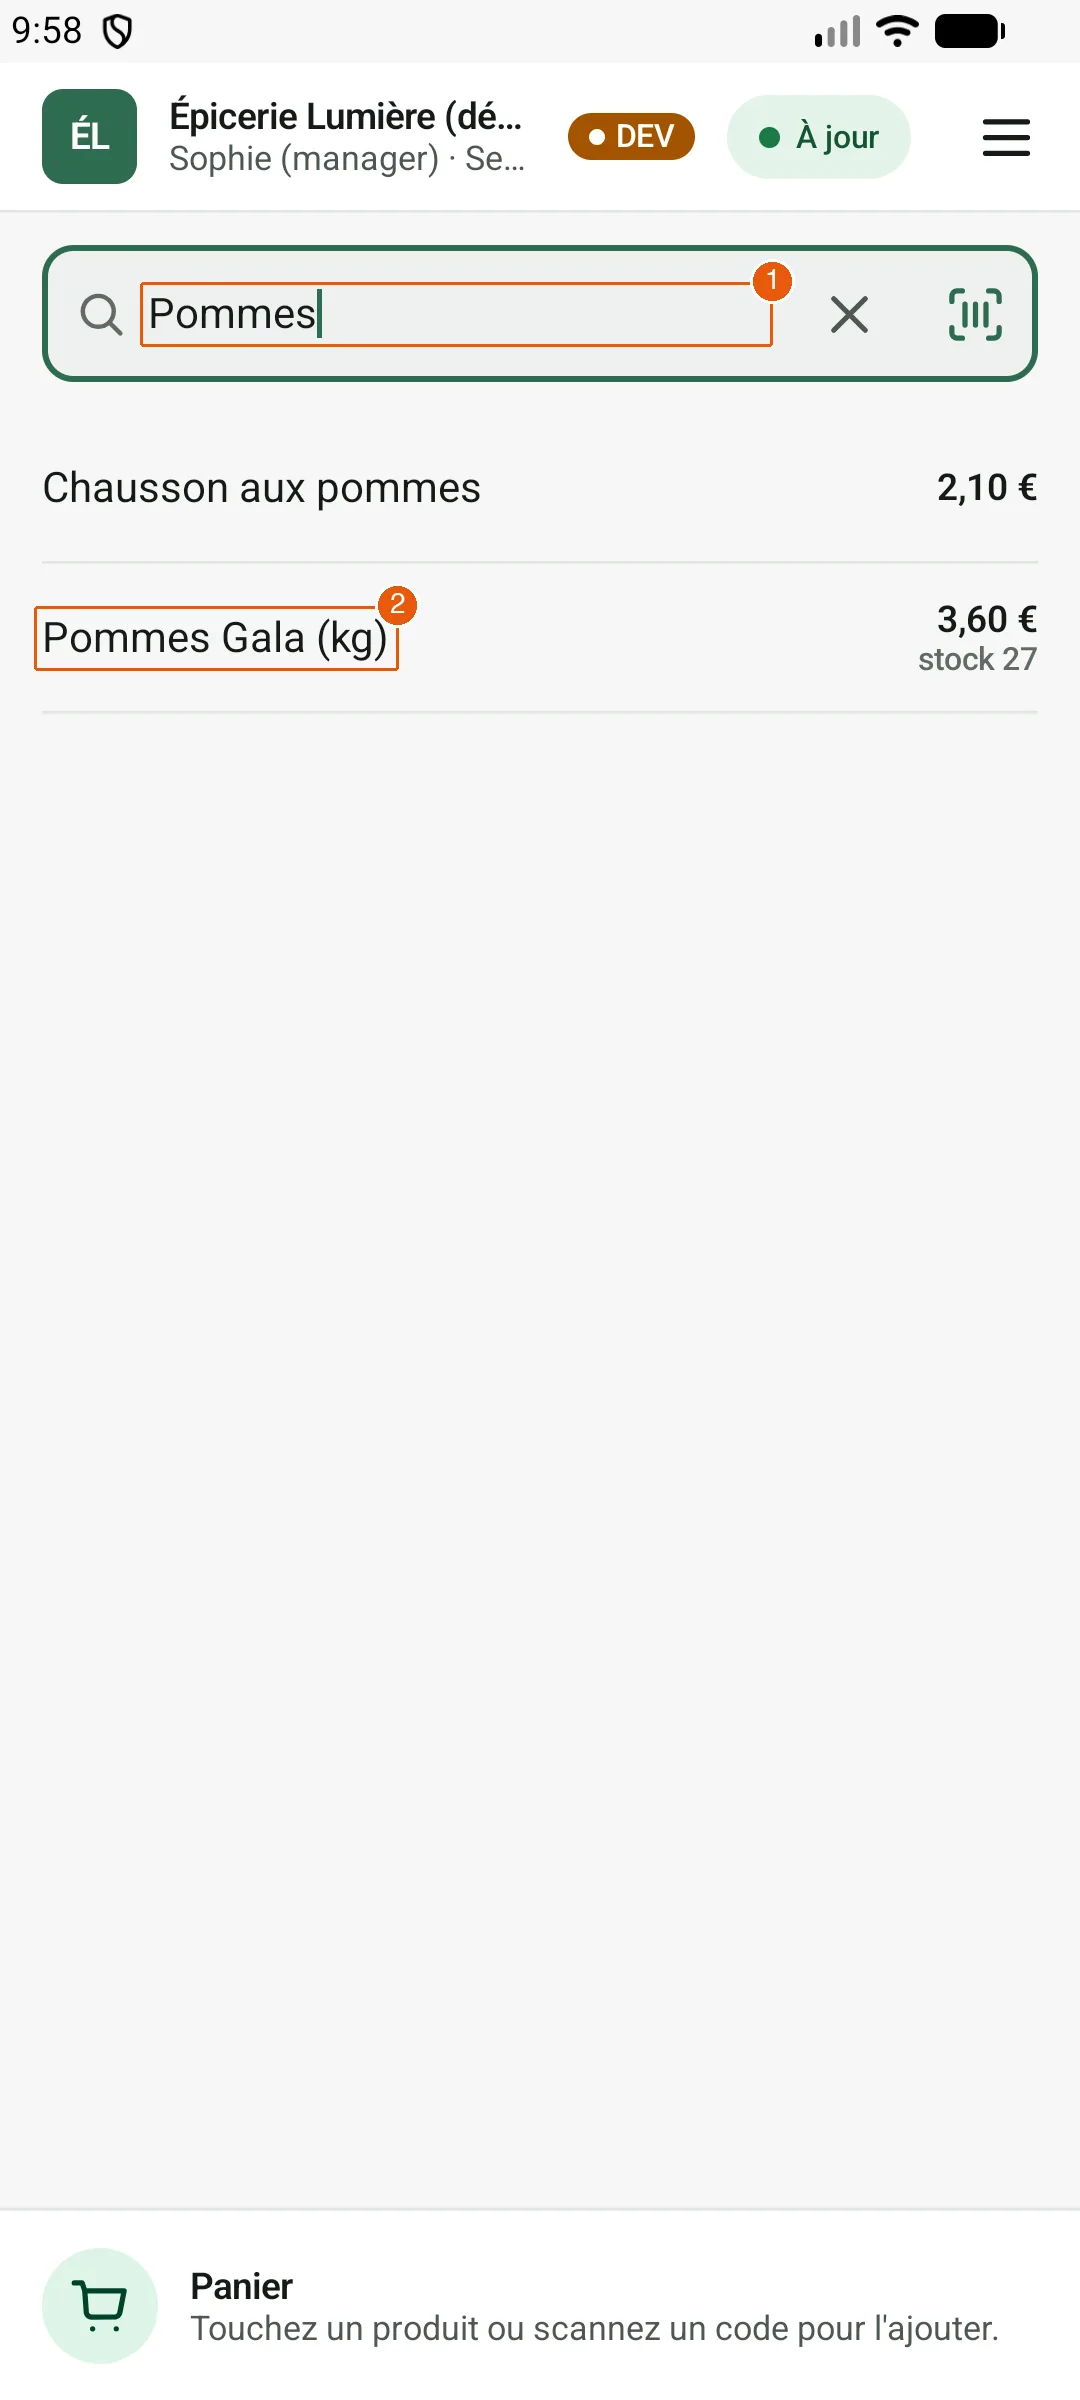 9:58
ÉL
Épicerie Lumière (dé...
Sophie (manager) · Se...
DEV
À jour
Pommes
1
Chausson aux pommes
2,10 €
2
Pommes Gala (kg)
3,60 €
stock 27
Panier
Touchez un produit ou scannez un code pour l'ajouter.